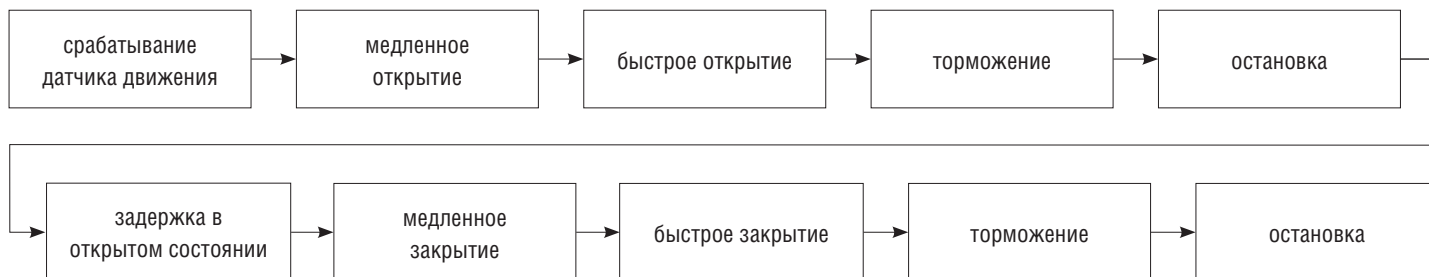 срабатывание
датчика движения
медленное
открытие
быстрое открытие
торможение
остановка
задержка в
открытом состоянии
медленное
закрытие
быстрое закрытие
торможение
остановка